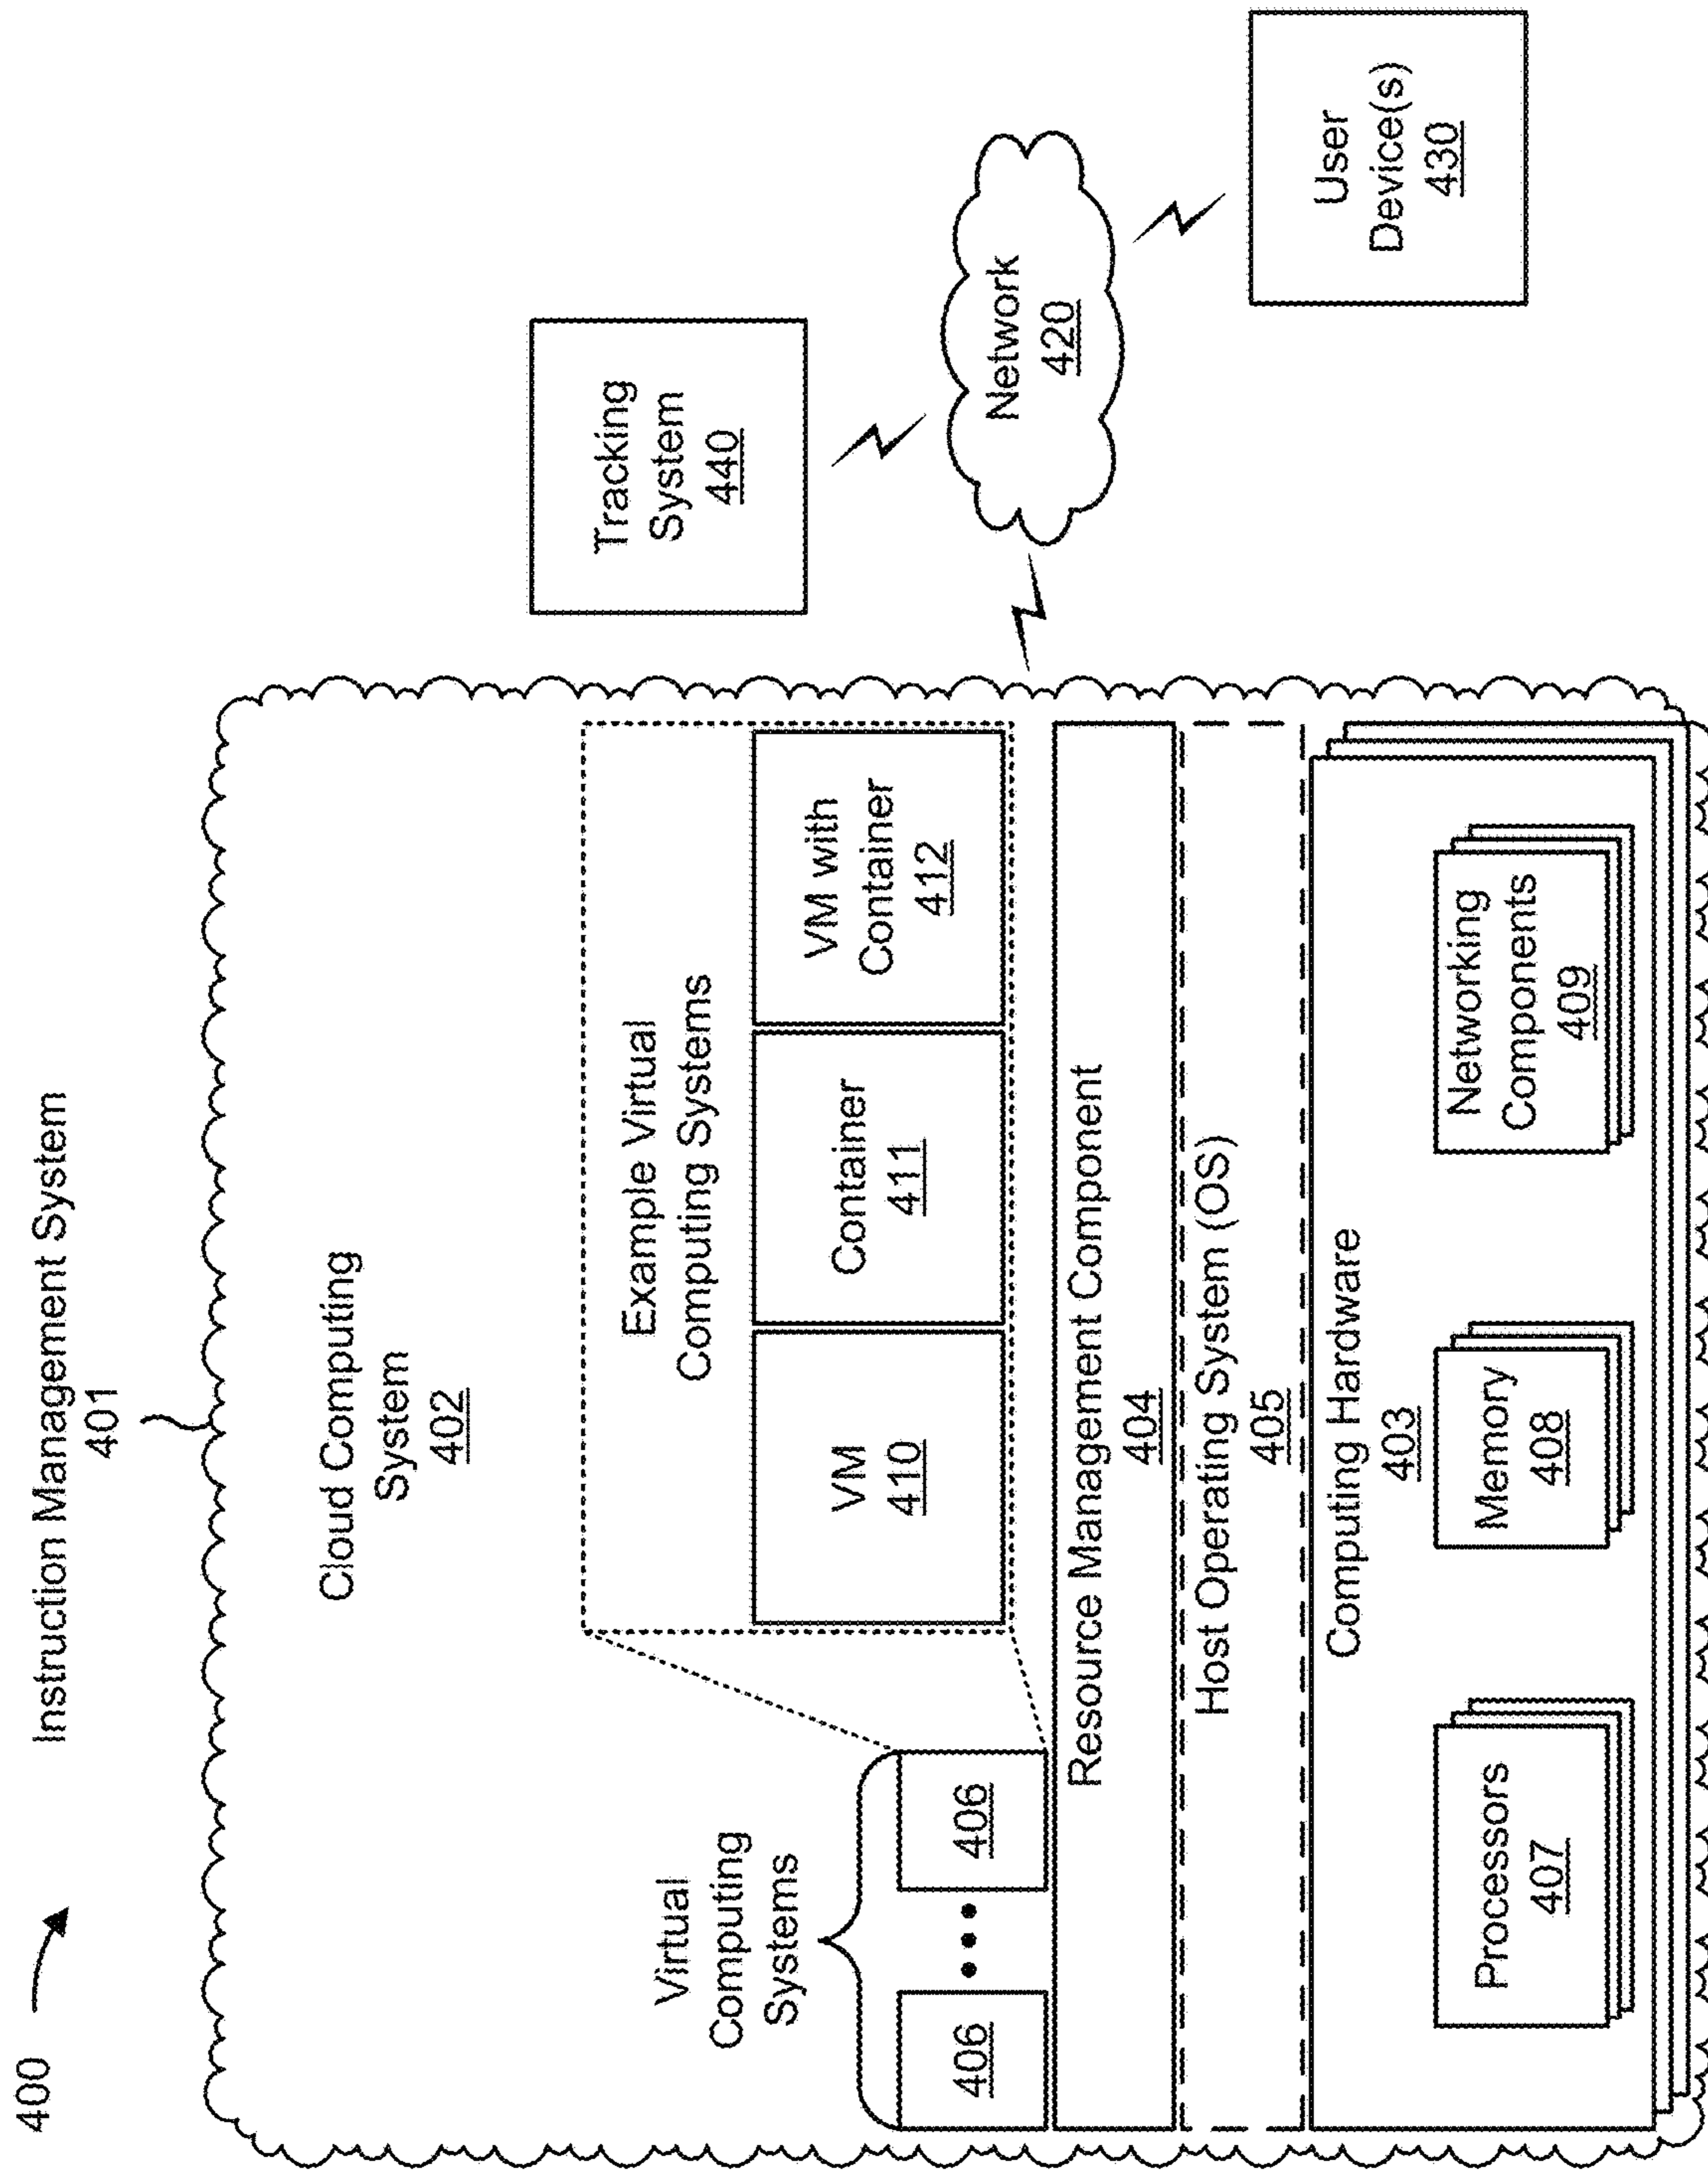 400
Instruction Management System
401
Cloud Computing
System
402
Virtual
Computing
Systems
406
406
Example Virtual
Computing Systems
VM
410
Container
411
VM with
Container
412
Resource Management Component
404
Host Operating System (OS)
405
Computing Hardware
403
Processors
407
Memory
408
Networking
Components
409
Tracking
System
440
Network
420
User
Device(s)
430